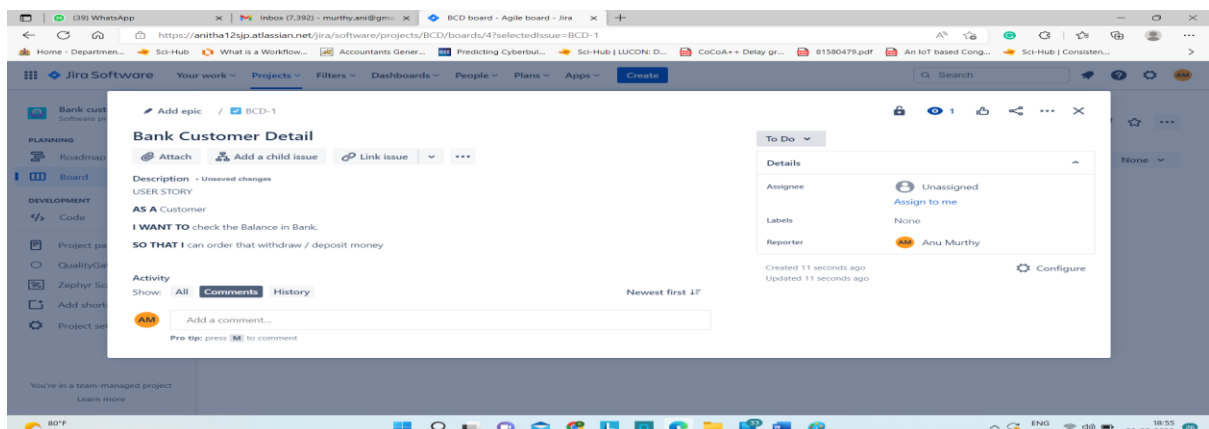 (39) WhatsApp
Inbox (7,392) - murthy.ani@gma
BCD board - Agile board - Jira
https://anitha12sjp.atlassian.net/jira/software/projects/BCD/boards/4?selectedIssue=BCD-1
Home - Departmen... Sci-Hub What is a Workflow... Accountants Gener... Predicting Cyberbul... Sci-Hub | LUCON: D... CoCoA++ Delay gr... 81580479.pdf An IoT based Cong... Sci-Hub | Consisten...
Jira Software Your work Projects Filters Dashboards People Plans Apps Create Search AM
Bank cust
Software pr
PLANNING
Roadmap
Board
DEVELOPMENT
Code
Project pa
QualityGa
Zephyr Sc
Add short
Project set
You're in a team-managed project
Learn more
Add epic / BCD-1
1
Bank Customer Detail
Attach Add a child issue Link issue
Description • Unsaved changes
USER STORY
AS A Customer
I WANT TO check the Balance in Bank.
SO THAT I can order that withdraw / deposit money
Activity
Show: All Comments History Newest first
AM Add a comment...
Pro tip: press M to comment
To Do
Details
Assignee Unassigned
Assign to me
Labels None
Reporter AM Anu Murthy
Created 11 seconds ago Configure
Updated 11 seconds ago
None
80°F
33
ENG
18:55